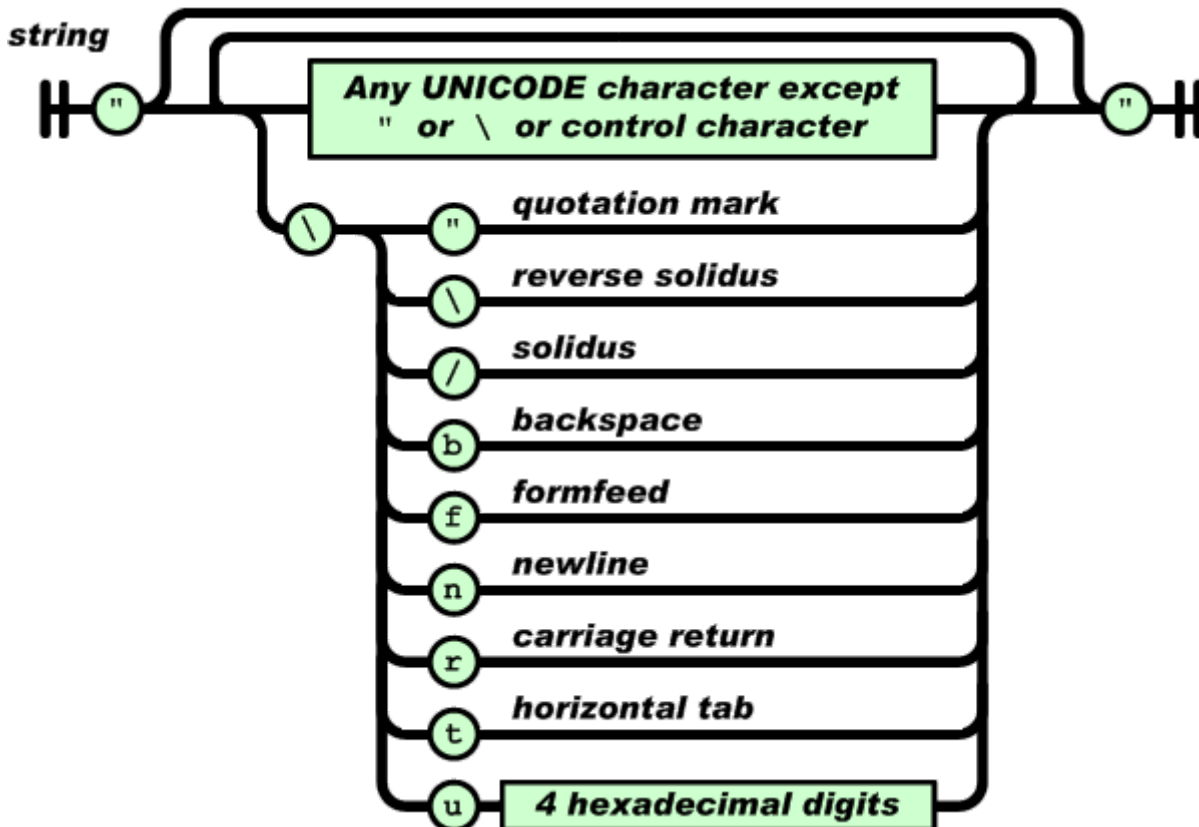 string
"
Any UNICODE character except
" or \ or control character
"
\
" quotation mark
\ reverse solidus
/ solidus
b backspace
f formfeed
n newline
r carriage return
t horizontal tab
u 4 hexadecimal digits